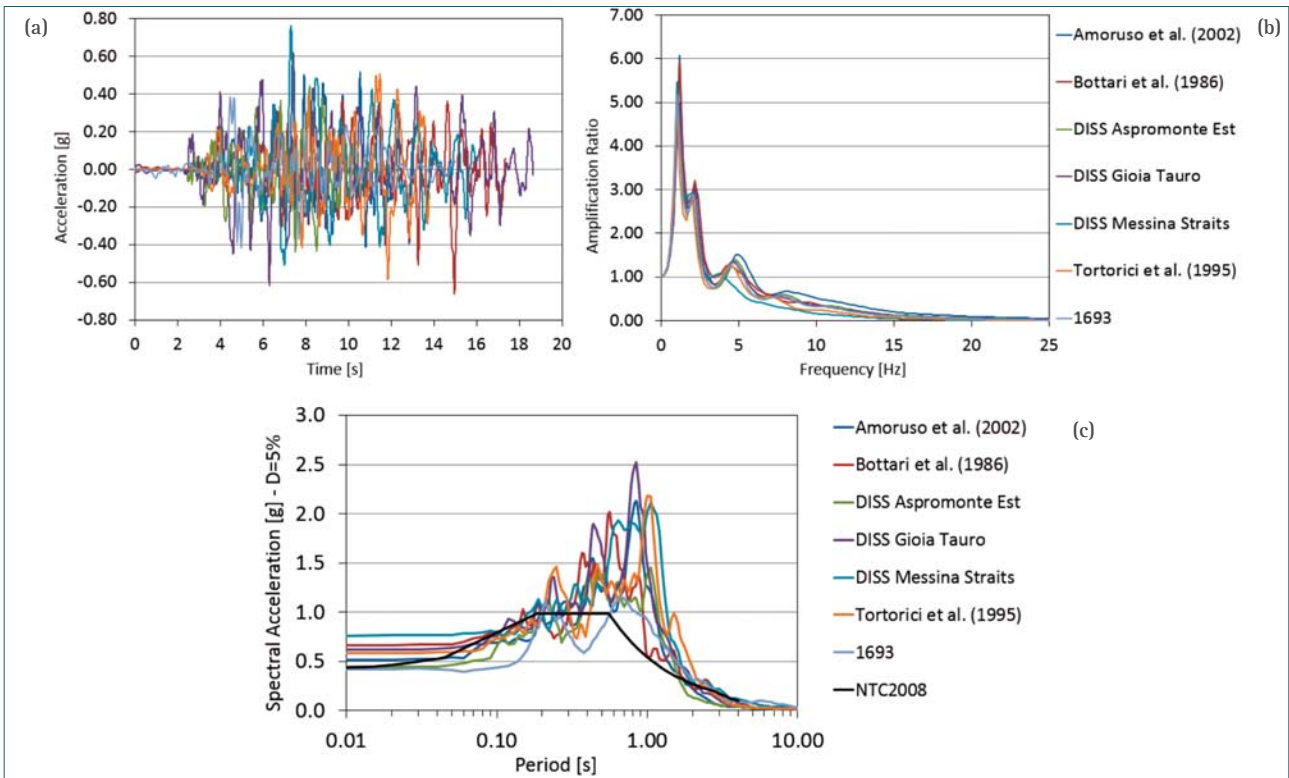 (a)
0.80
0.60
0.40
0.20
0.00
-0.20
-0.40
-0.60
-0.80
Acceleration [g]
0 2 4 6 8 10 12 14 16 18 20
Time [s]
7.00
6.00
5.00
4.00
3.00
2.00
1.00
0.00
Amplification Ratio
0 5 10 15 20 25
Frequency [Hz]
Amoruso et al. (2002)
Bottari et al. (1986)
DISS Aspromonte Est
DISS Gioia Tauro
DISS Messina Straits
Tortorici et al. (1995)
1693
(b)
3.0
2.5
2.0
1.5
1.0
0.5
0.0
Spectral Acceleration [g] - D=5%
0.01 0.10 1.00 10.00
Period [s]
Amoruso et al. (2002)
Bottari et al. (1986)
DISS Aspromonte Est
DISS Gioia Tauro
DISS Messina Straits
Tortorici et al. (1995)
1693
NTC2008
(c)